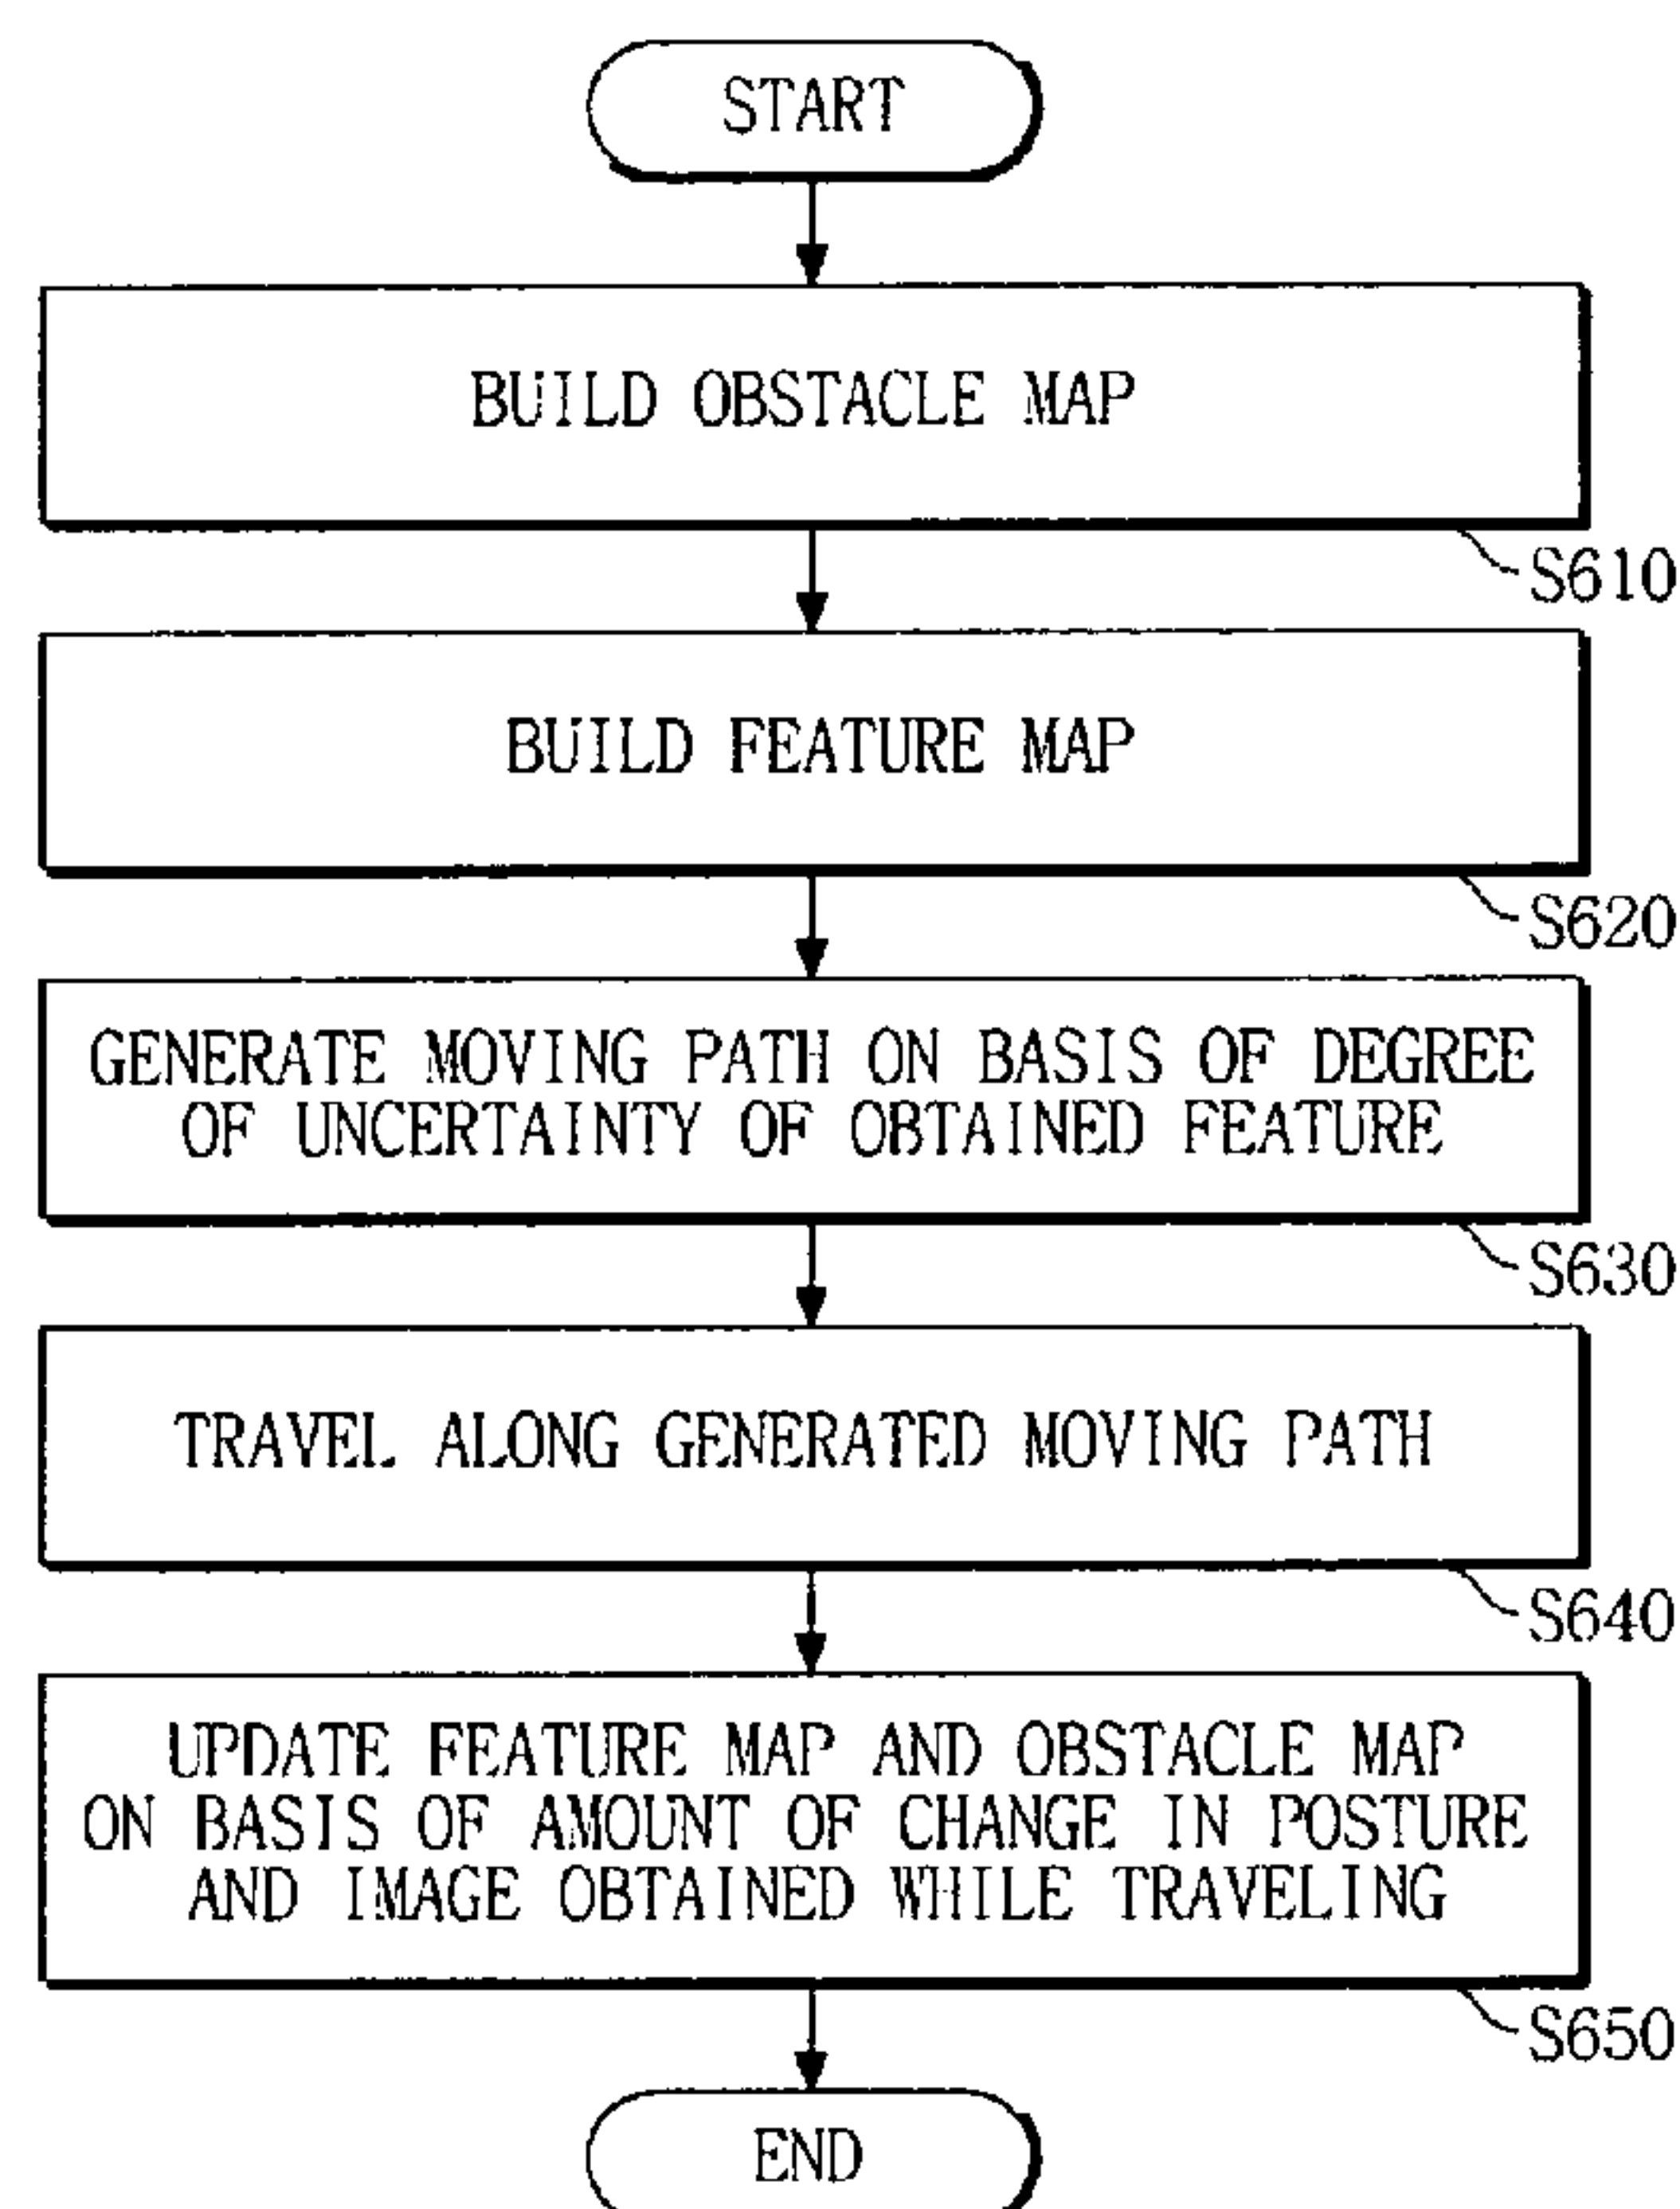 START
BUILD OBSTACLE MAP
S610
BUILD FEATURE MAP
S620
GENERATE MOVING PATH ON BASIS OF DEGREE
OF UNCERTAINTY OF OBTAINED FEATURE
S630
TRAVEL ALONG GENERATED MOVING PATH
S640
UPDATE FEATURE MAP AND OBSTACLE MAP
ON BASIS OF AMOUNT OF CHANGE IN POSTURE
AND IMAGE OBTAINED WHILE TRAVELING
S650
END